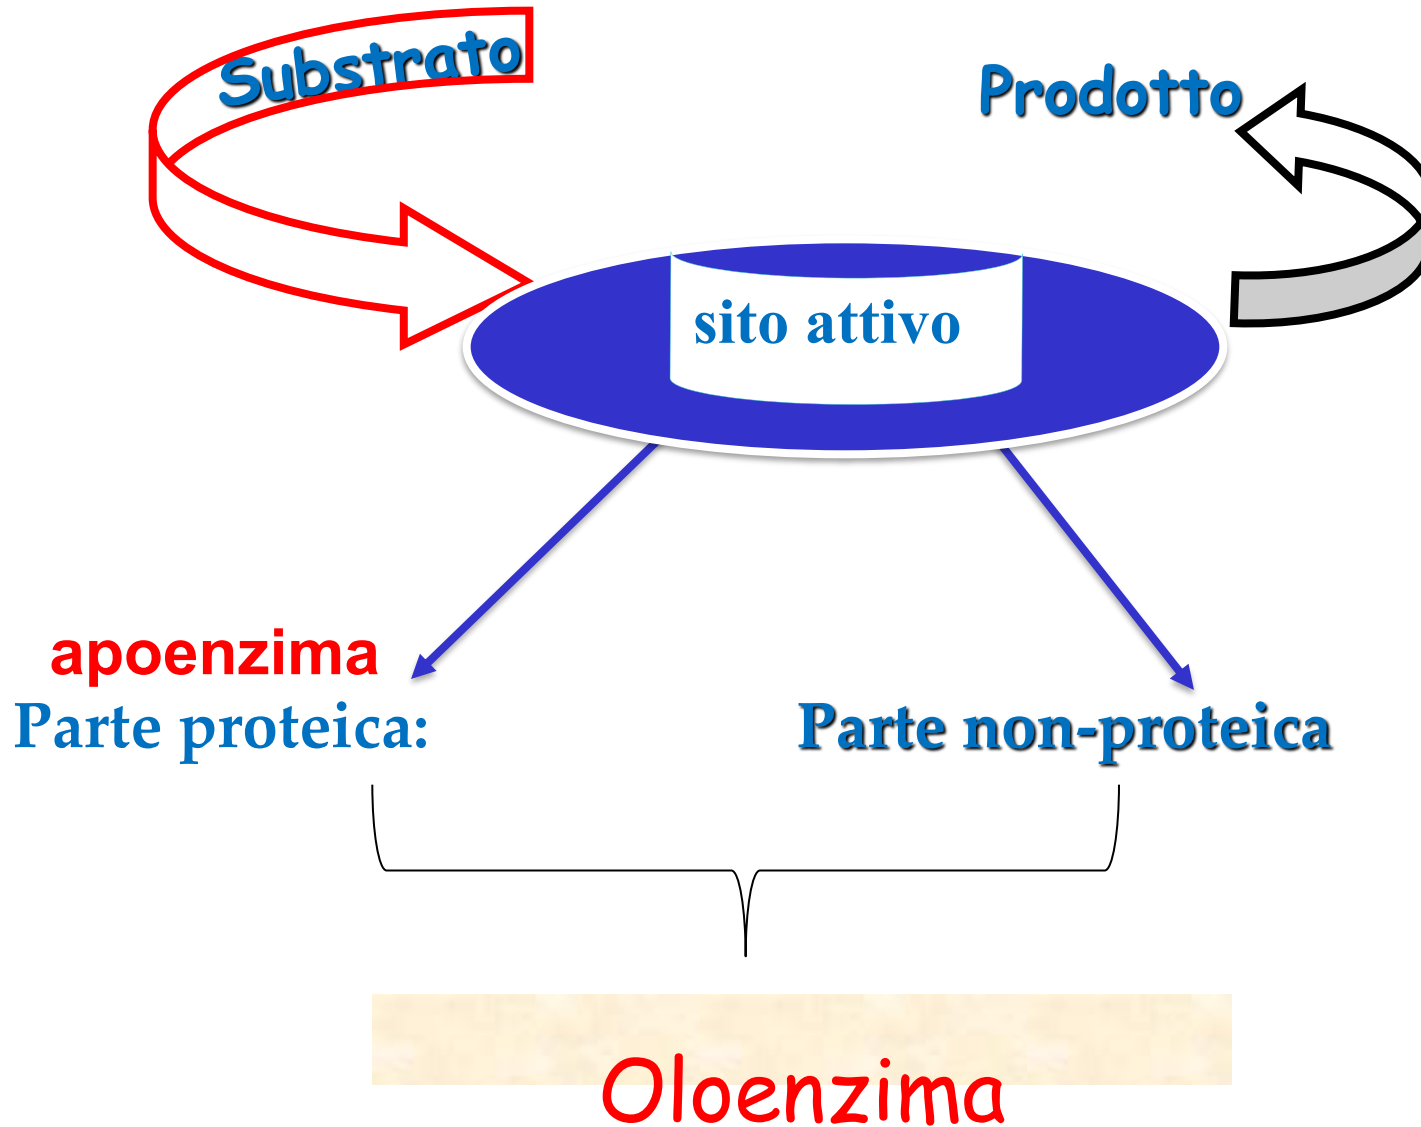 Substrato
Prodotto
sito attivo
apoenzima
Parte proteica:
Parte non-proteica
Oloenzima